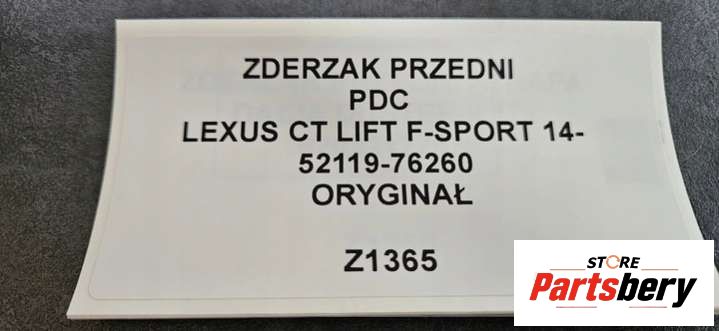 ZDERZAK PRZEDNI
PDC
LEXUS CT LIFT F-SPORT 14-
52119-76260
ORYGINAŁ
Z1365
STORE
Partsbery